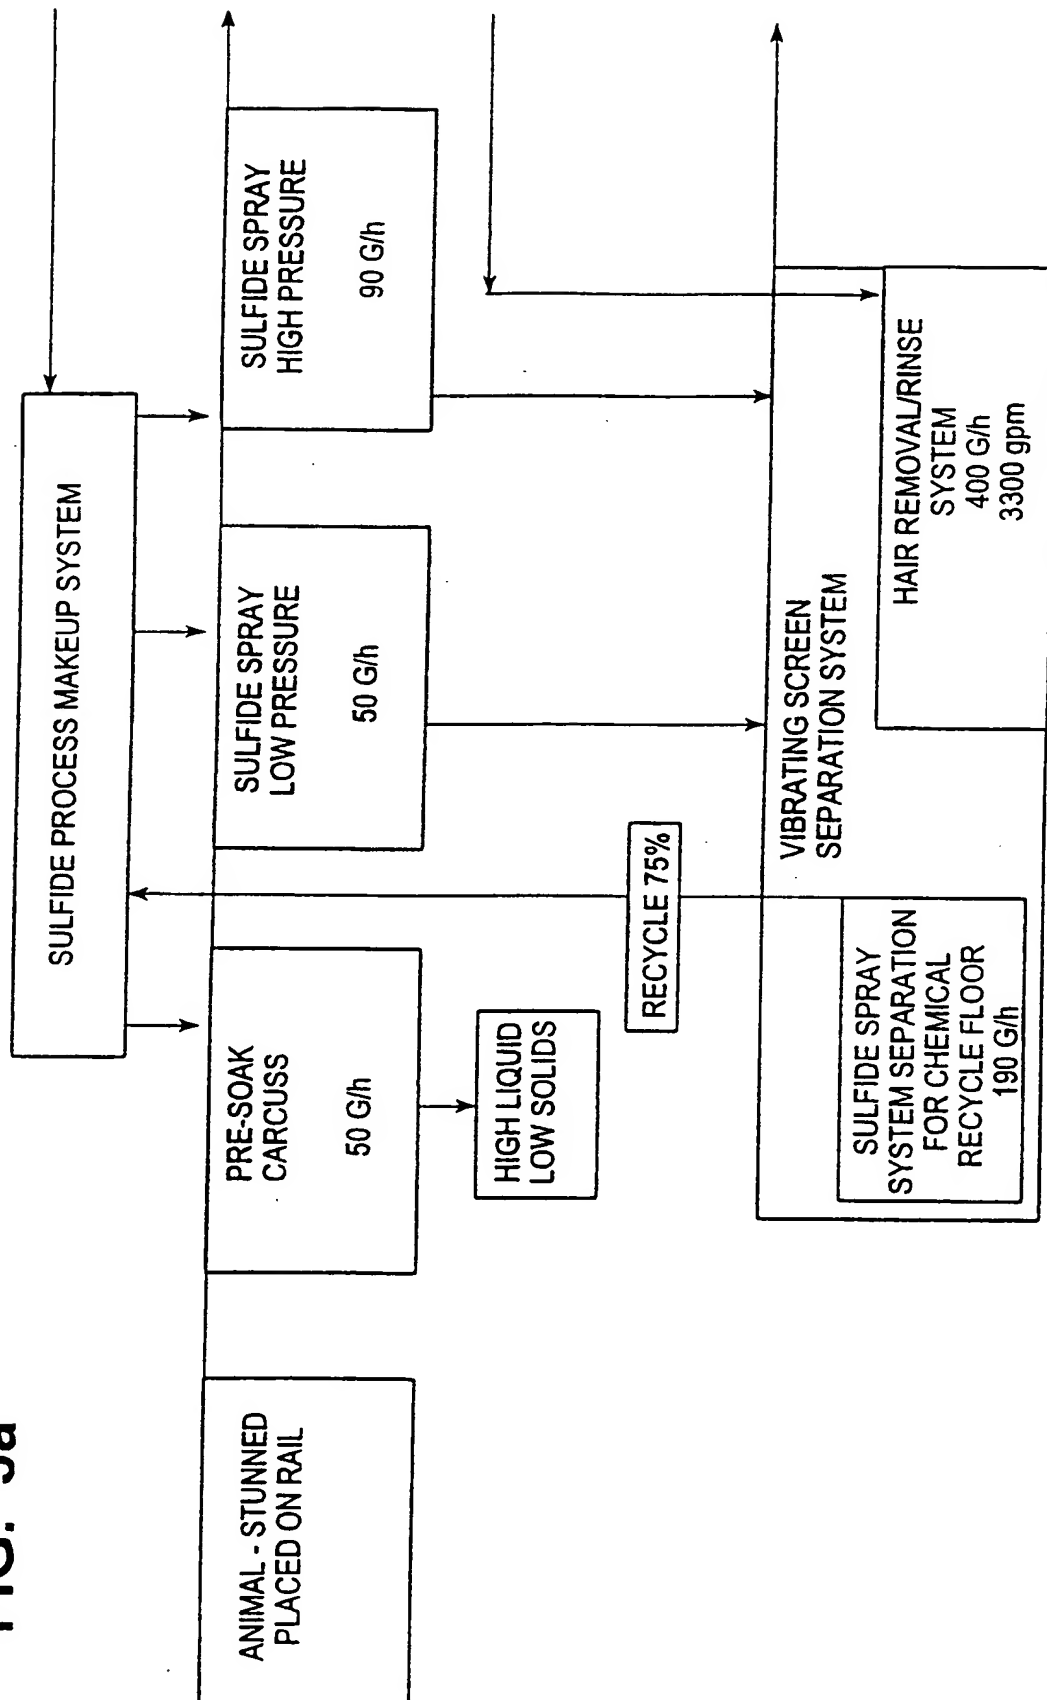 FIG. 5a
SULFIDE PROCESS MAKEUP SYSTEM
ANIMAL - STUNNED
PLACED ON RAIL
PRE-SOAK
CARCUSS
50 G/h
SULFIDE SPRAY
LOW PRESSURE
50 G/h
SULFIDE SPRAY
HIGH PRESSURE
90 G/h
HIGH LIQUID
LOW SOLIDS
RECYCLE 75%
VIBRATING SCREEN
SEPARATION SYSTEM
SULFIDE SPRAY
SYSTEM SEPARATION
FOR CHEMICAL
RECYCLE FLOOR
190 G/h
HAIR REMOVAL/RINSE
SYSTEM
400 G/h
3300 gpm